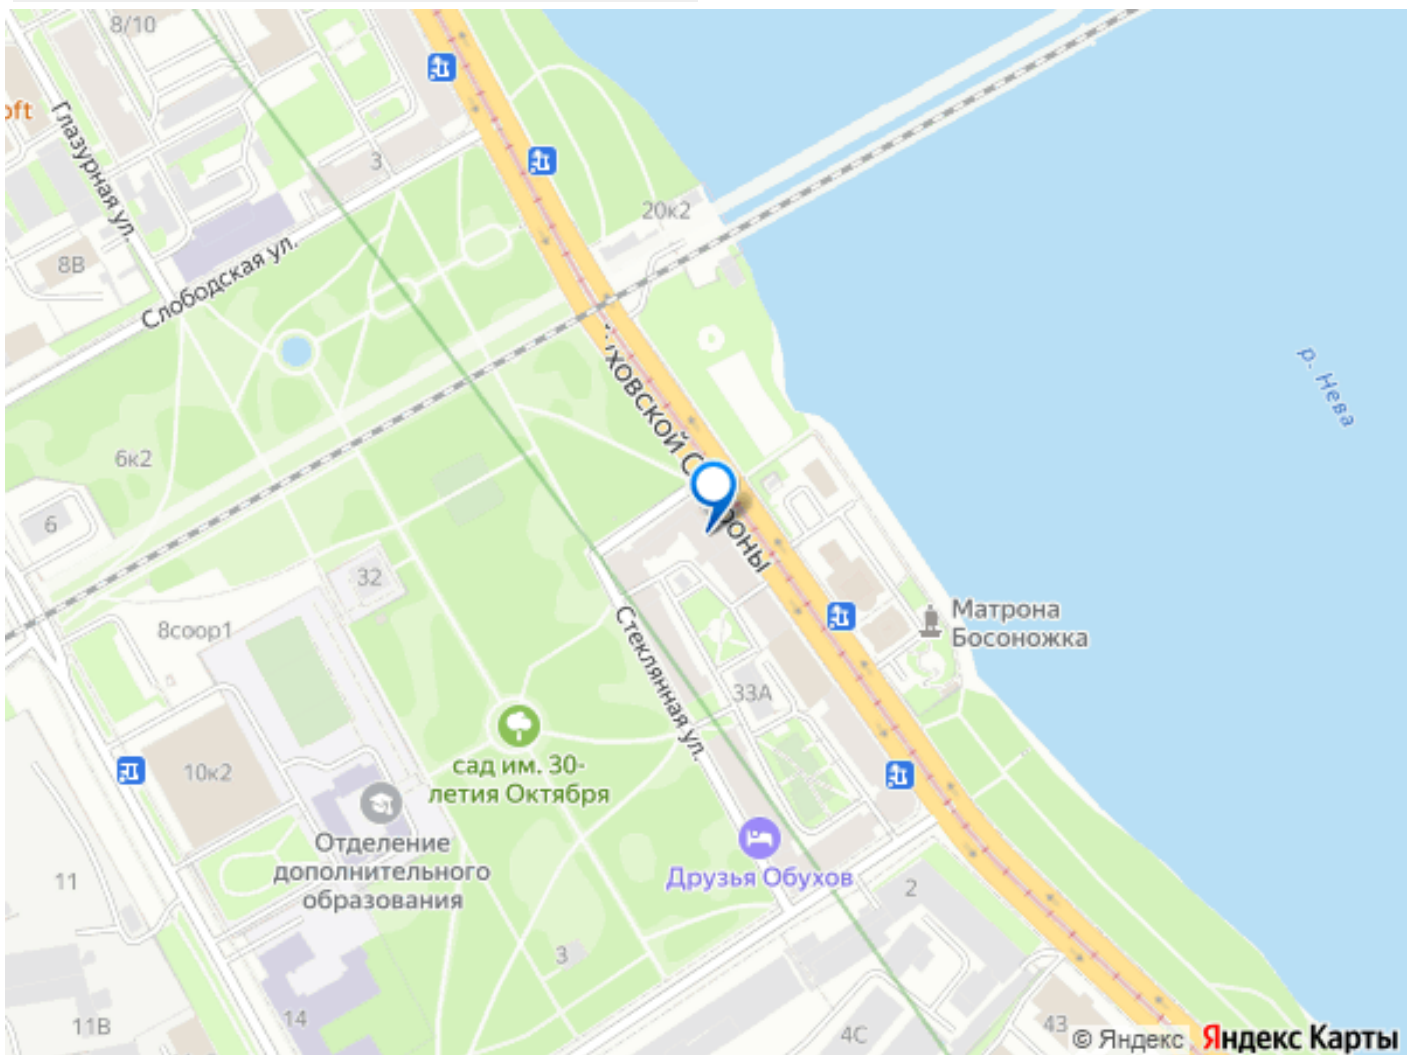 8/10
oft
Глазурная ул.
3
20к2
8В
Слободская ул.
р. Нева
ХОВСКОЙ С
РОНЫ
6к2
6
32
8соор1
Матрона
Босоножка
Стеклянная ул.
33А
сад им. 30-
летия Октября
10к2
Отделение
дополнительного
образования
Друзья Обухов
11
2
3
14
11В
4С
43
© Яндекс Яндекс Карты